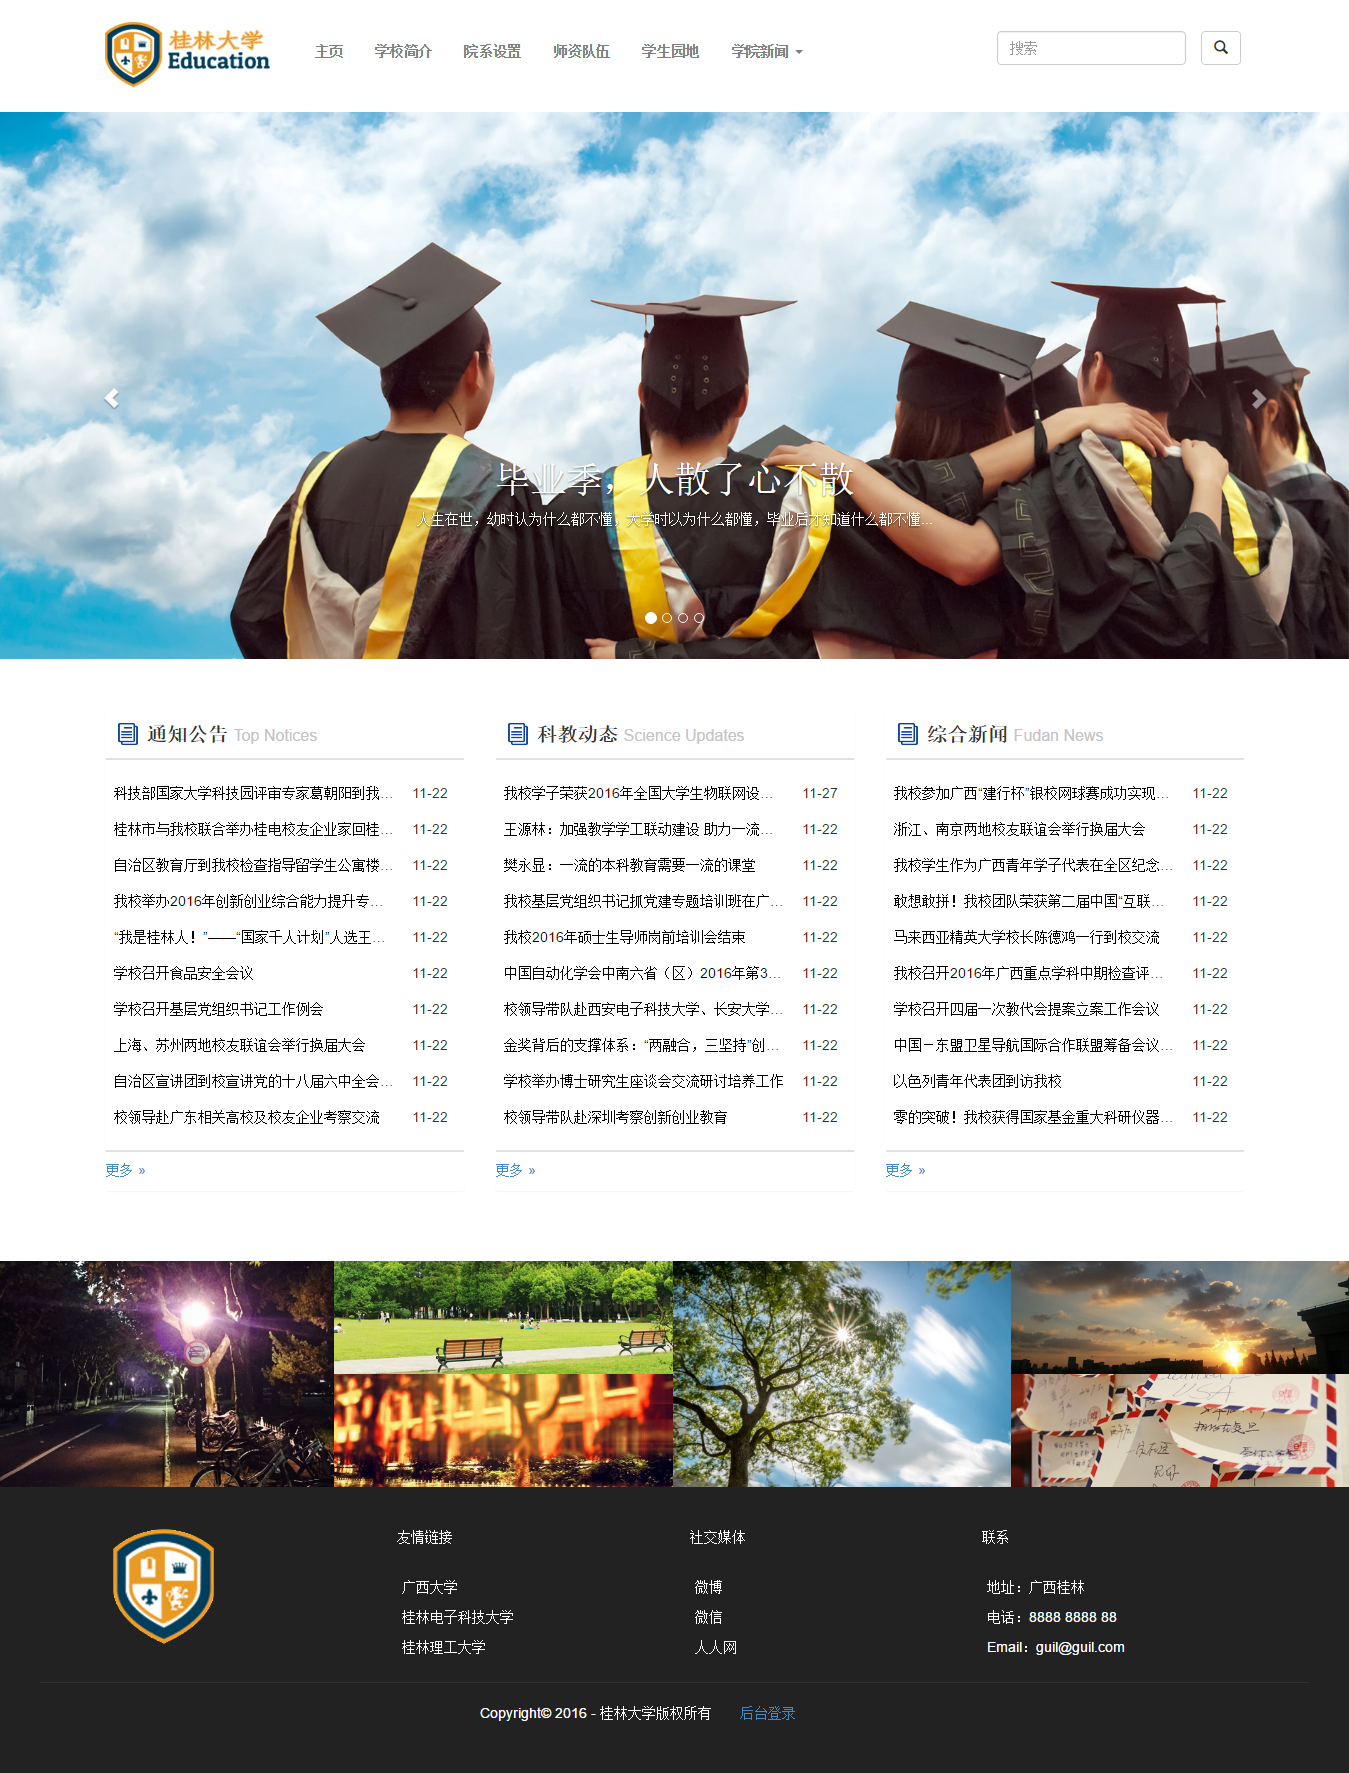 桂林大学
Education
主页 学校简介 院系设置 师资队伍 学生园地 学院新闻
搜索
毕业季，人散了心不散
人生在世，幼时认为什么都不懂，大学时以为什么都懂，毕业后才知道什么都不懂...
通知公告 Top Notices
科技部国家大学科技园评审专家葛朝阳到我... 11-22
桂林市与我校联合举办桂电校友企业家回桂... 11-22
自治区教育厅到我校检查指导留学生公寓楼... 11-22
我校举办2016年创新创业综合能力提升专... 11-22
“我是桂林人！”——“国家千人计划”人选王... 11-22
学校召开食品安全会议 11-22
学校召开基层党组织书记工作例会 11-22
上海、苏州两地校友联谊会举行换届大会 11-22
自治区宣讲团到校宣讲党的十八届六中全会... 11-22
校领导赴广东相关高校及校友企业考察交流 11-22
更多 »
科教动态 Science Updates
我校学子荣获2016年全国大学生物联网设... 11-27
王源林：加强教学学工联动建设 助力一流... 11-22
樊永显：一流的本科教育需要一流的课堂 11-22
我校基层党组织书记抓党建专题培训班在广... 11-22
我校2016年硕士生导师岗前培训会结束 11-22
中国自动化学会中南六省（区）2016年第3... 11-22
校领导带队赴西安电子科技大学、长安大学... 11-22
金奖背后的支撑体系：“两融合，三坚持”创... 11-22
学校举办博士研究生座谈会交流研讨培养工作 11-22
校领导带队赴深圳考察创新创业教育 11-22
更多 »
综合新闻 Fudan News
我校参加广西“建行杯”银校网球赛成功实现... 11-22
浙江、南京两地校友联谊会举行换届大会 11-22
我校学生作为广西青年学子代表在全区纪念... 11-22
敢想敢拼！我校团队荣获第二届中国“互联... 11-22
马来西亚精英大学校长陈德鸿一行到校交流 11-22
我校召开2016年广西重点学科中期检查评... 11-22
学校召开四届一次教代会提案立案工作会议 11-22
中国－东盟卫星导航国际合作联盟筹备会议... 11-22
以色列青年代表团到访我校 11-22
零的突破！我校获得国家基金重大科研仪器... 11-22
更多 »
友情链接
广西大学
桂林电子科技大学
桂林理工大学
社交媒体
微博
微信
人人网
联系
地址：广西桂林
电话：8888 8888 88
Email：guil@guil.com
Copyright© 2016 - 桂林大学版权所有 后台登录